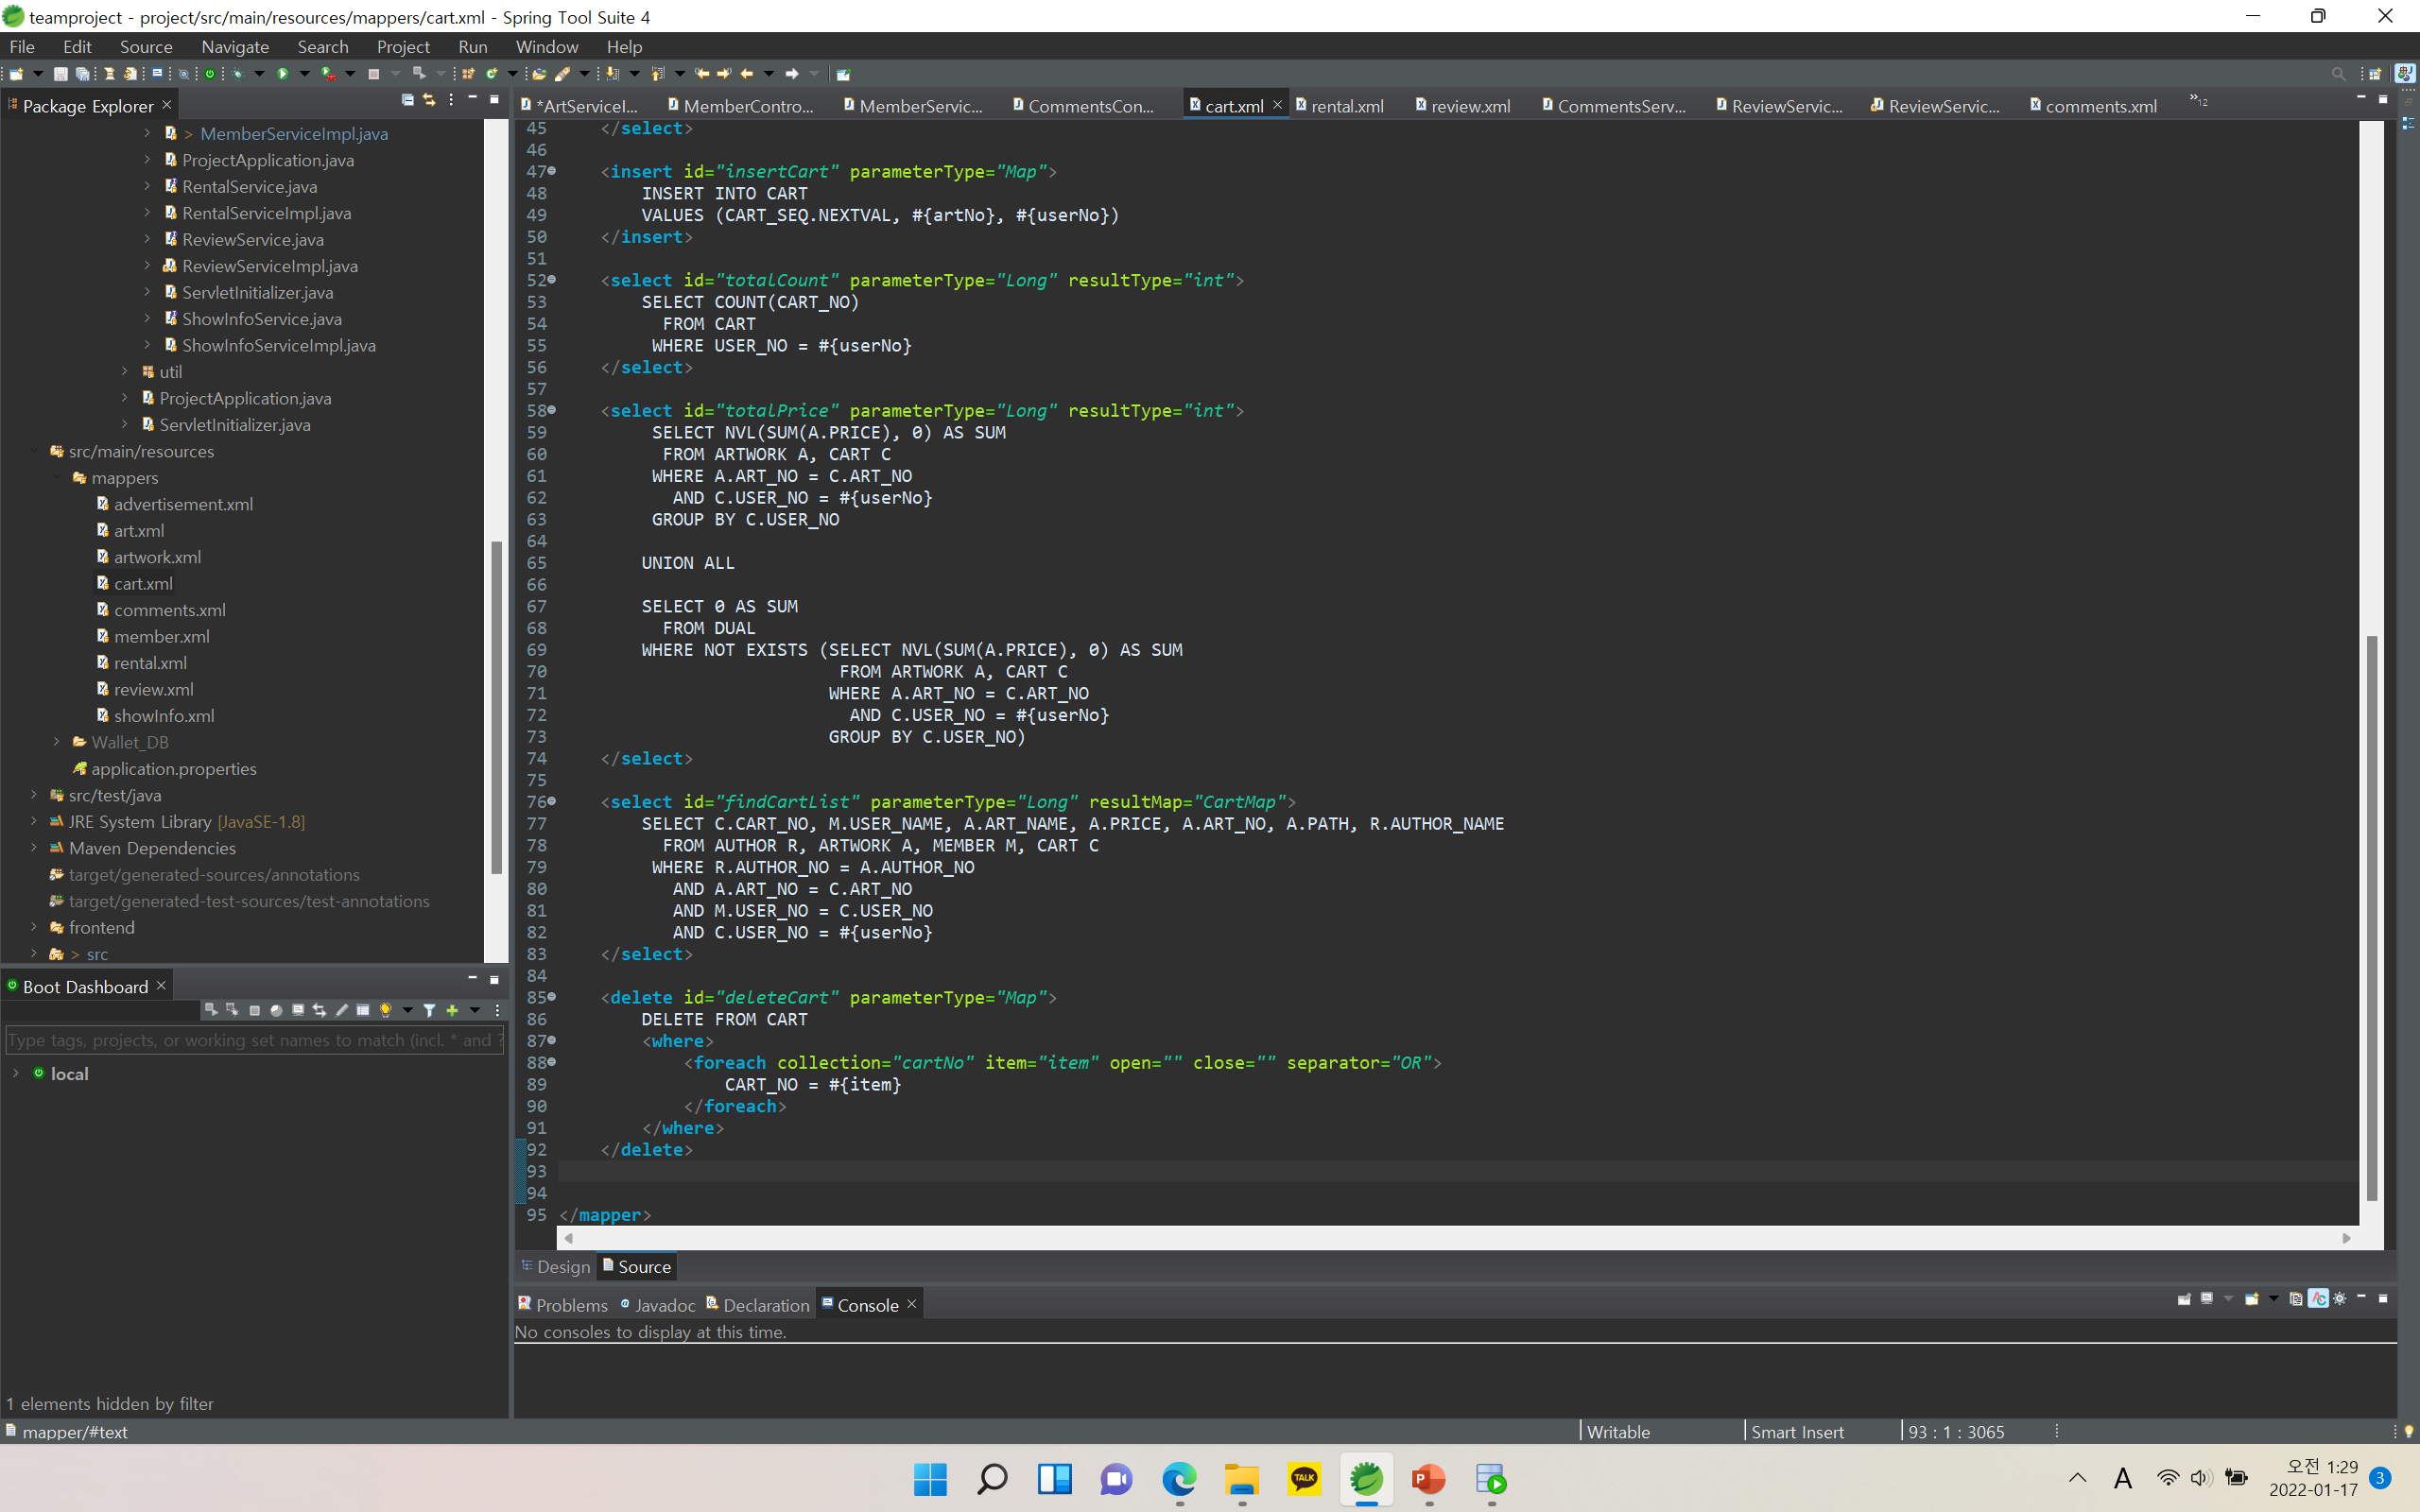 teamproject - project/src/main/resources/mappers/cart.xml - Spring Tool Suite 4
File Edit Source Navigate Search Project Run Window Help
Package Explorer
> MemberServiceImpl.java
ProjectApplication.java
RentalService.java
RentalServiceImpl.java
ReviewService.java
ReviewServiceImpl.java
ServletInitializer.java
ShowInfoService.java
ShowInfoServiceImpl.java
util
ProjectApplication.java
ServletInitializer.java
src/main/resources
mappers
advertisement.xml
art.xml
artwork.xml
cart.xml
comments.xml
member.xml
rental.xml
review.xml
showInfo.xml
Wallet_DB
application.properties
src/test/java
JRE System Library [JavaSE-1.8]
Maven Dependencies
target/generated-sources/annotations
target/generated-test-sources/test-annotations
frontend
> src
Boot Dashboard
Type tags, projects, or working set names to match (incl. * and ?
local
1 elements hidden by filter
*ArtServiceI... MemberContro... MemberServic... CommentsCon... cart.xml rental.xml review.xml CommentsServ... ReviewServic... ReviewServic... comments.xml »12
45 </select>
46
47 <insert id="insertCart" parameterType="Map">
48 INSERT INTO CART
49 VALUES (CART_SEQ.NEXTVAL, #{artNo}, #{userNo})
50 </insert>
51
52 <select id="totalCount" parameterType="Long" resultType="int">
53 SELECT COUNT(CART_NO)
54 FROM CART
55 WHERE USER_NO = #{userNo}
56 </select>
57
58 <select id="totalPrice" parameterType="Long" resultType="int">
59 SELECT NVL(SUM(A.PRICE), 0) AS SUM
60 FROM ARTWORK A, CART C
61 WHERE A.ART_NO = C.ART_NO
62 AND C.USER_NO = #{userNo}
63 GROUP BY C.USER_NO
64
65 UNION ALL
66
67 SELECT 0 AS SUM
68 FROM DUAL
69 WHERE NOT EXISTS (SELECT NVL(SUM(A.PRICE), 0) AS SUM
70 FROM ARTWORK A, CART C
71 WHERE A.ART_NO = C.ART_NO
72 AND C.USER_NO = #{userNo}
73 GROUP BY C.USER_NO)
74 </select>
75
76 <select id="findCartList" parameterType="Long" resultMap="CartMap">
77 SELECT C.CART_NO, M.USER_NAME, A.ART_NAME, A.PRICE, A.ART_NO, A.PATH, R.AUTHOR_NAME
78 FROM AUTHOR R, ARTWORK A, MEMBER M, CART C
79 WHERE R.AUTHOR_NO = A.AUTHOR_NO
80 AND A.ART_NO = C.ART_NO
81 AND M.USER_NO = C.USER_NO
82 AND C.USER_NO = #{userNo}
83 </select>
84
85 <delete id="deleteCart" parameterType="Map">
86 DELETE FROM CART
87 <where>
88 <foreach collection="cartNo" item="item" open="" close="" separator="OR">
89 CART_NO = #{item}
90 </foreach>
91 </where>
92 </delete>
93
94
95 </mapper>
Design Source
Problems Javadoc Declaration Console
No consoles to display at this time.
mapper/#text Writable Smart Insert 93 : 1 : 3065
TALK
P
A
오전 1:29
2022-01-17
3